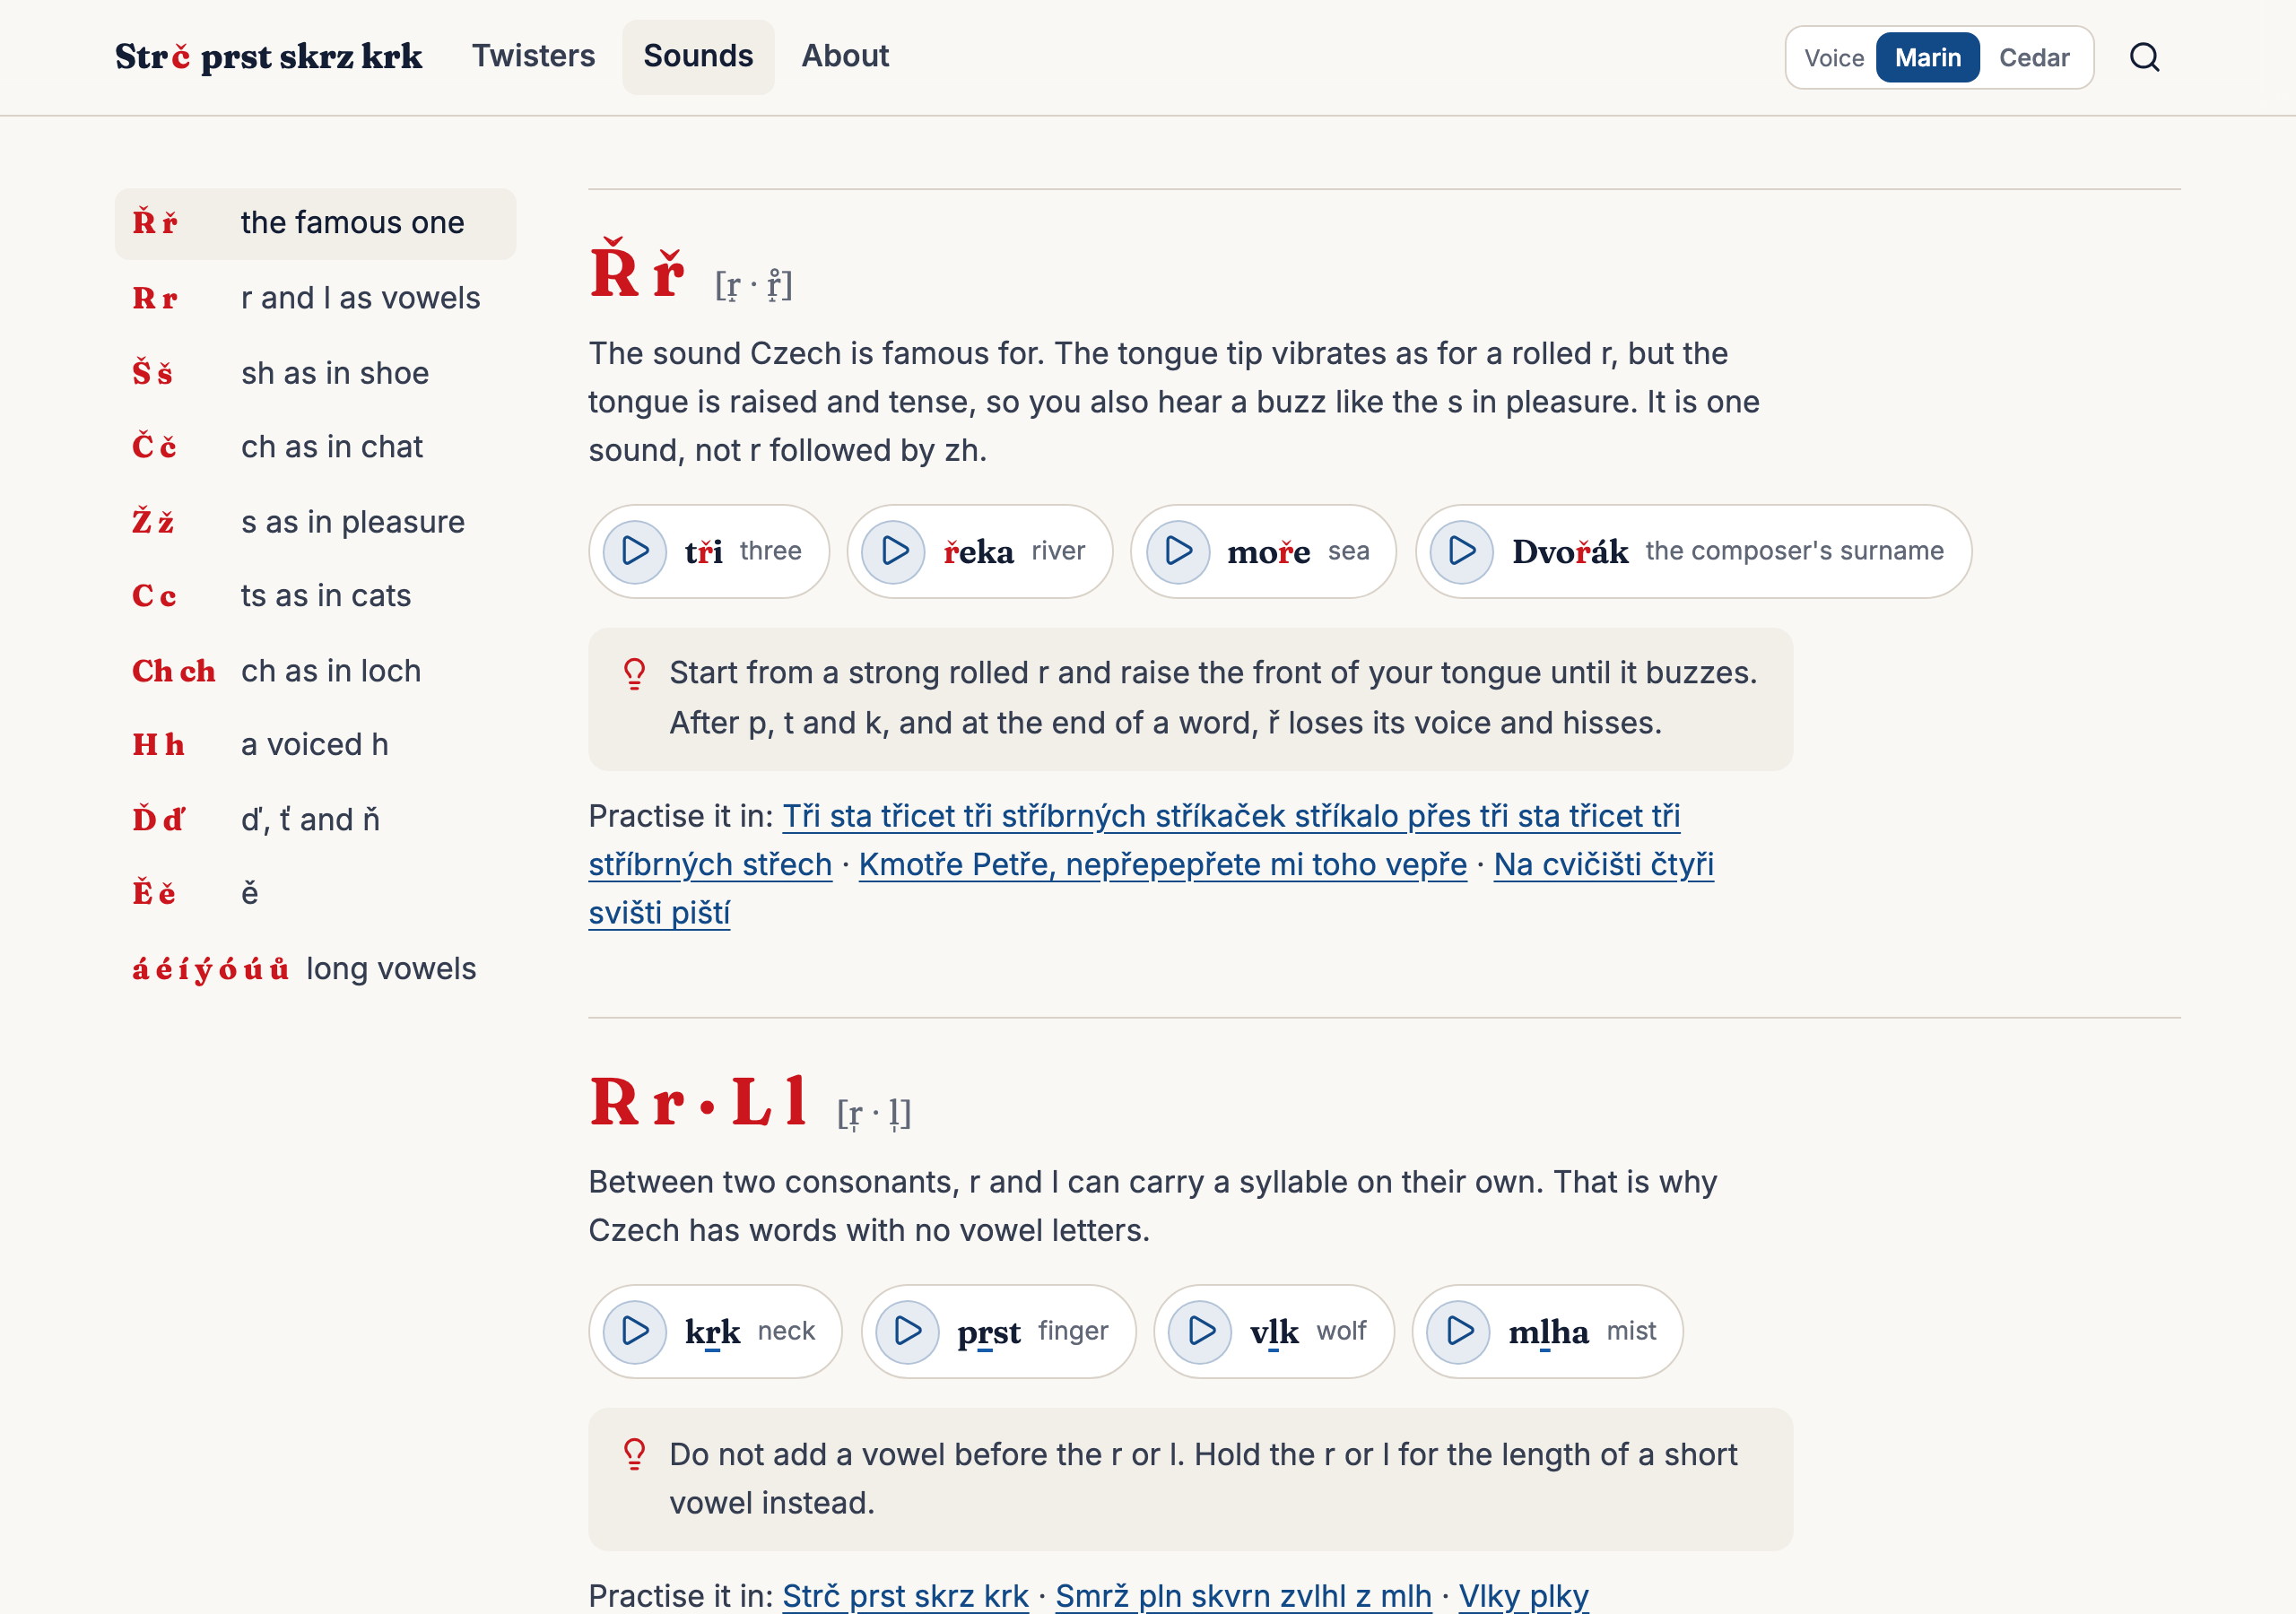 Strč prst skrz krk Twisters Sounds About Voice Marin Cedar
Ř ř the famous one
R r r and l as vowels
Š š sh as in shoe
Č č ch as in chat
Ž ž s as in pleasure
C c ts as in cats
Ch ch ch as in loch
H h a voiced h
Ď ď ď, ť and ň
Ě ě ě
á é í ý ó ú ů long vowels
Ř ř [r̝ · r̝̊]
The sound Czech is famous for. The tongue tip vibrates as for a rolled r, but the
tongue is raised and tense, so you also hear a buzz like the s in pleasure. It is one
sound, not r followed by zh.
tři three řeka river moře sea Dvořák the composer's surname
Start from a strong rolled r and raise the front of your tongue until it buzzes.
After p, t and k, and at the end of a word, ř loses its voice and hisses.
Practise it in: Tři sta třicet tři stříbrných stříkaček stříkalo přes tři sta třicet tři
stříbrných střech · Kmotře Petře, nepřepepřete mi toho vepře · Na cvičišti čtyři
svišti piští
R r · L l [r̩ · l̩]
Between two consonants, r and l can carry a syllable on their own. That is why
Czech has words with no vowel letters.
krk neck prst finger vlk wolf mlha mist
Do not add a vowel before the r or l. Hold the r or l for the length of a short
vowel instead.
Practise it in: Strč prst skrz krk · Smrž pln skvrn zvlhl z mlh · Vlky plky